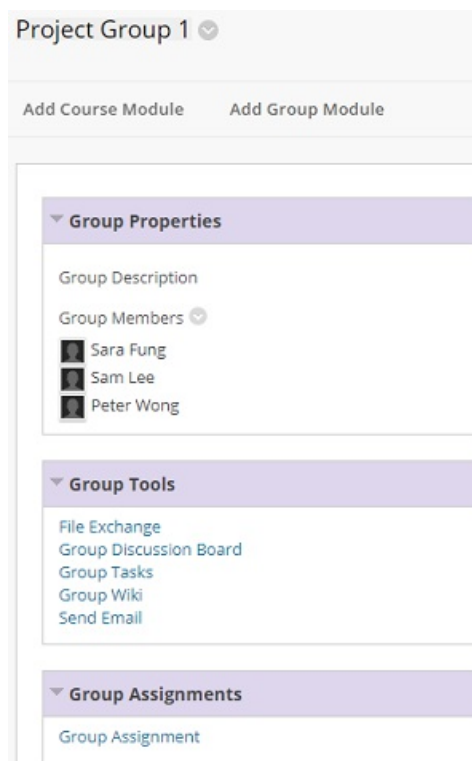 Project Group 1
Add Course Module Add Group Module
Group Properties
Group Description
Group Members
Sara Fung
Sam Lee
Peter Wong
Group Tools
File Exchange
Group Discussion Board
Group Tasks
Group Wiki
Send Email
Group Assignments
Group Assignment